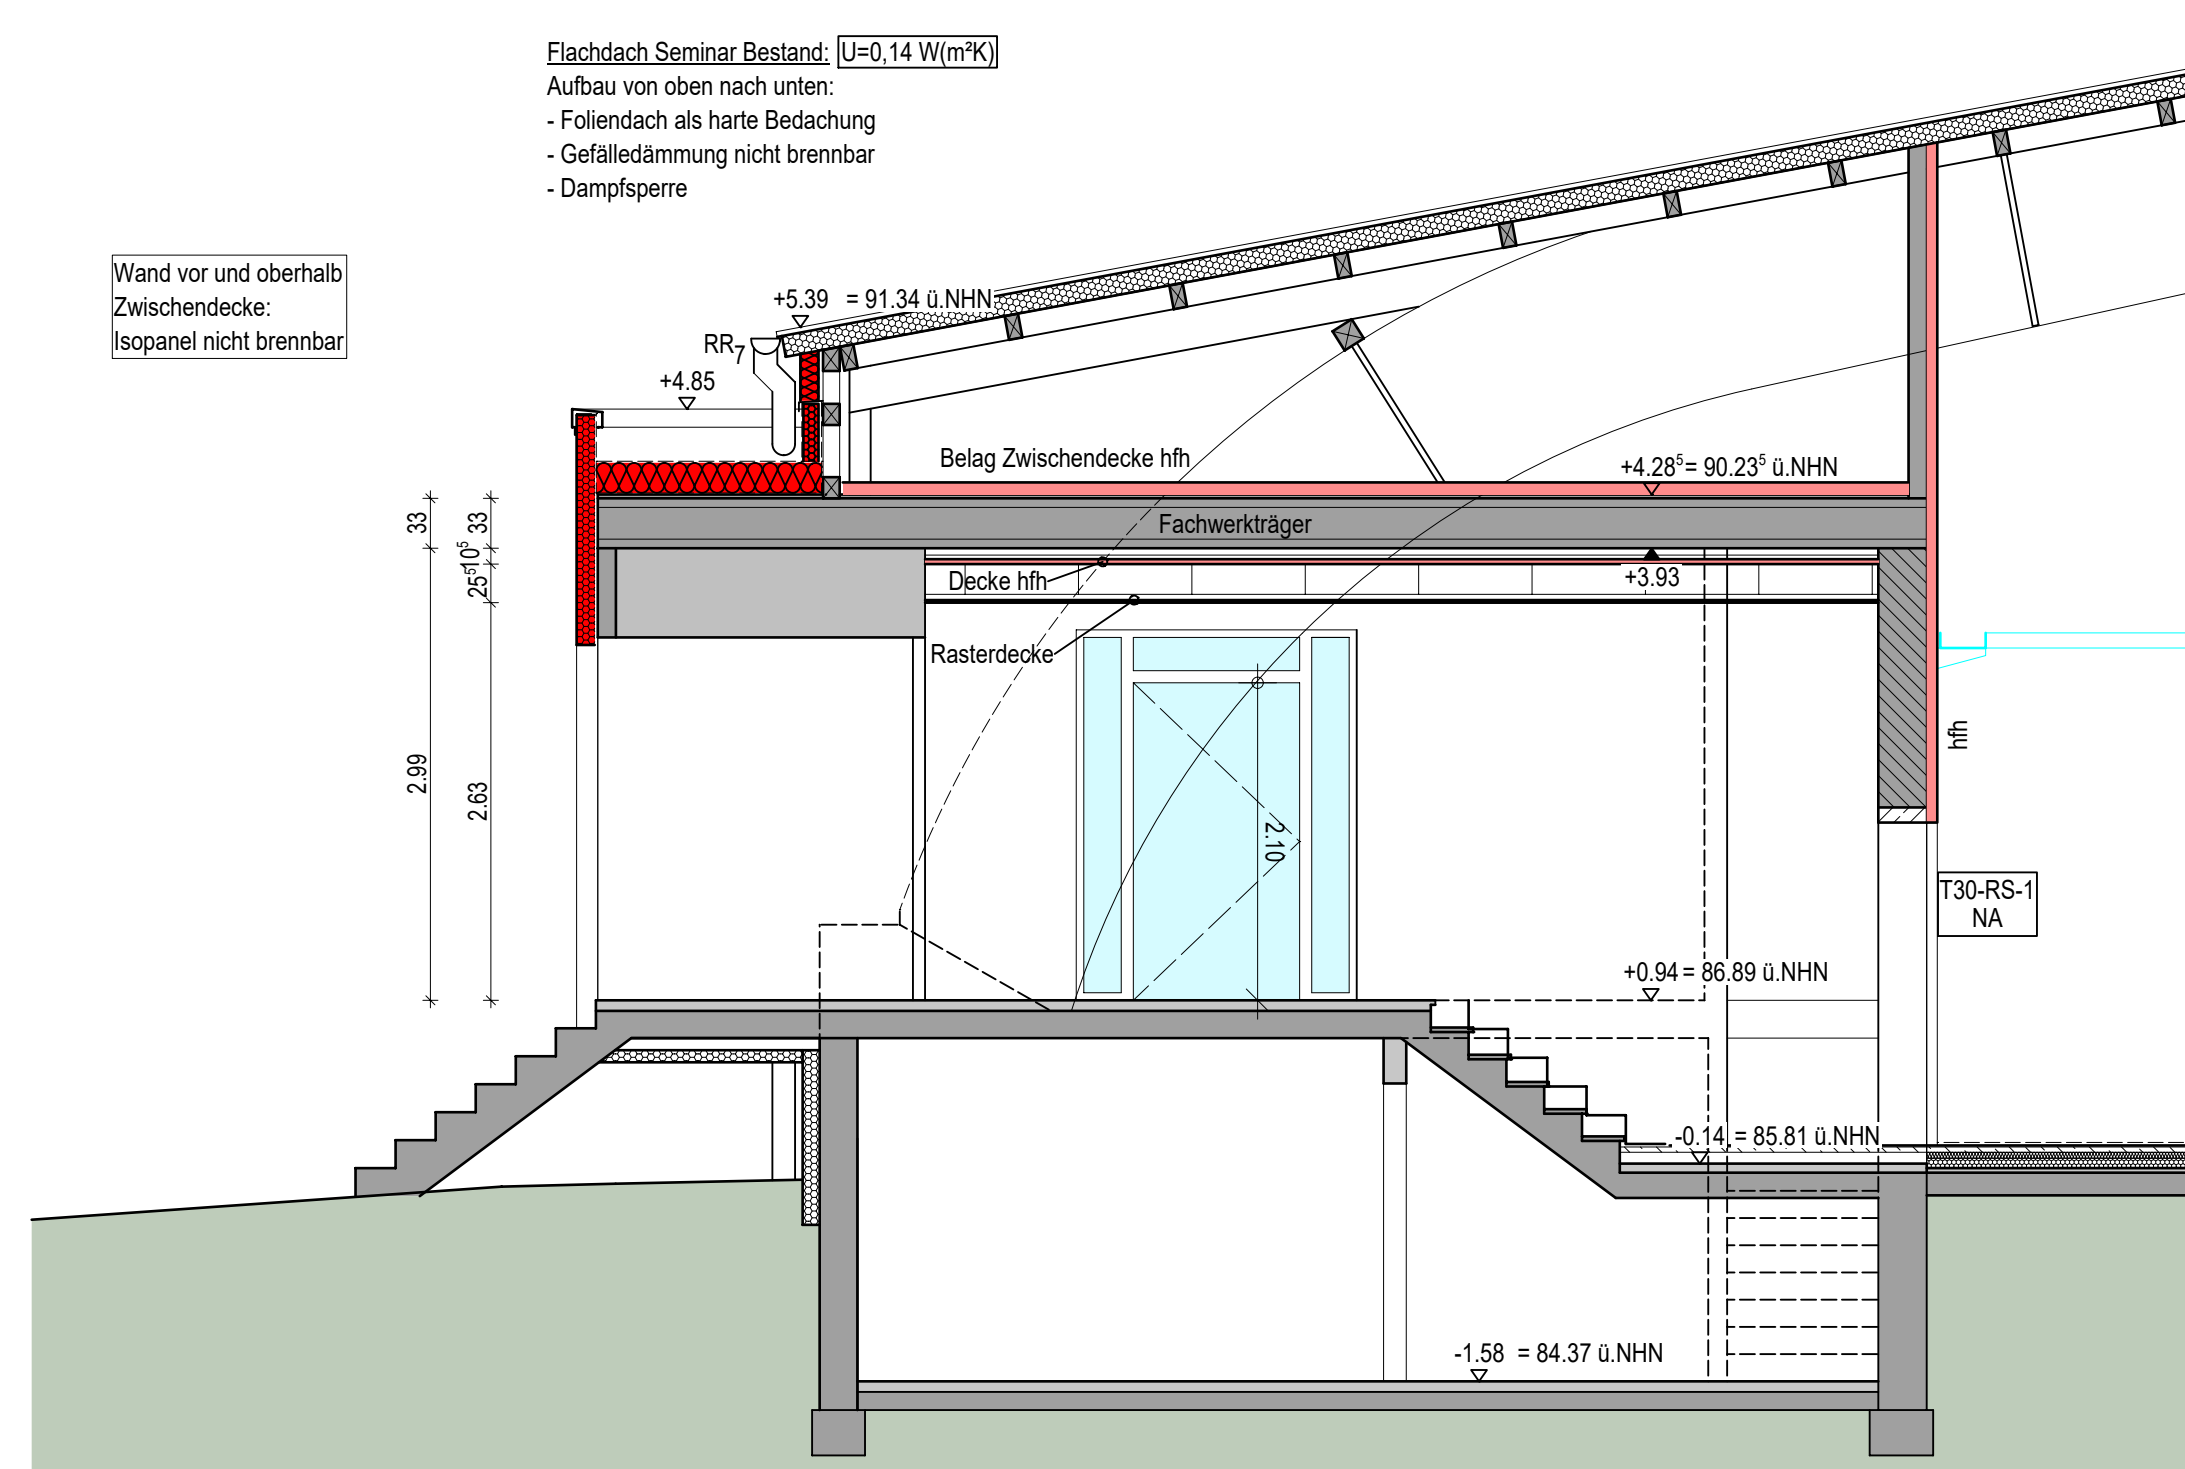 Flachdach Seminar Bestand: U=0,14 W(m²K)
Aufbau von oben nach unten:
- Foliendach als harte Bedachung
- Gefälledämmung nicht brennbar
- Dampfsperre
Wand vor und oberhalb
Zwischendecke:
Isopanel nicht brennbar
+5.39 = 91.34 ü.NHN
RR
7
+4.85
Belag Zwischendecke hfh
+4.28⁵= 90.23⁵ ü.NHN
33
33
Fachwerkträger
10⁵
25⁵
Decke hfh
+3.93
Rasterdecke
hfh
2.99
2.63
2.10
T30-RS-1
NA
+0.94 = 86.89 ü.NHN
-0.14 = 85.81 ü.NHN
-1.58 = 84.37 ü.NHN